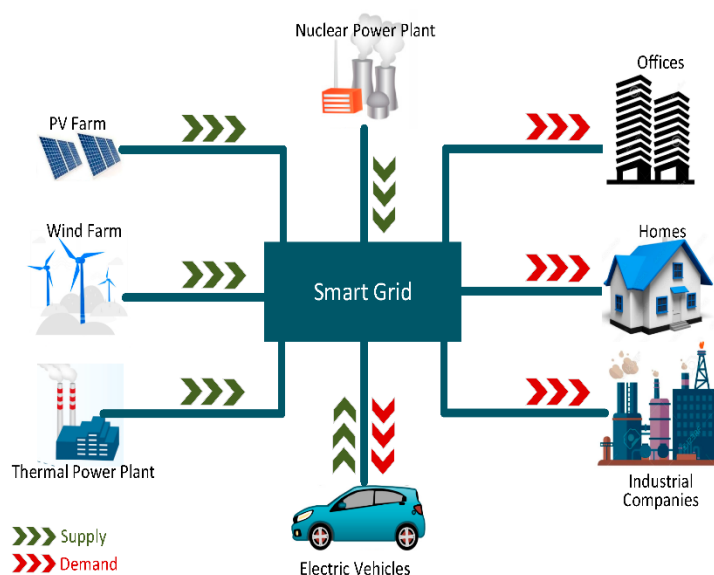 Nuclear Power Plant
Offices
PV Farm
Wind Farm
Homes
Smart Grid
Thermal Power Plant
Industrial
Companies
Supply
Demand
Electric Vehicles